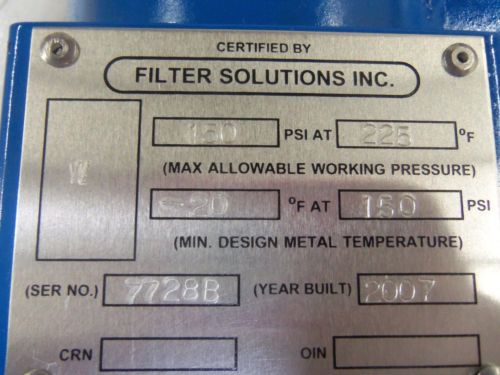 CERTIFIED BY
FILTER SOLUTIONS INC.
150 PSI AT 225 °F
(MAX ALLOWABLE WORKING PRESSURE)
-20 °F AT 150 PSI
(MIN. DESIGN METAL TEMPERATURE)
(SER NO.) 7728B (YEAR BUILT) 2007
CRN OIN